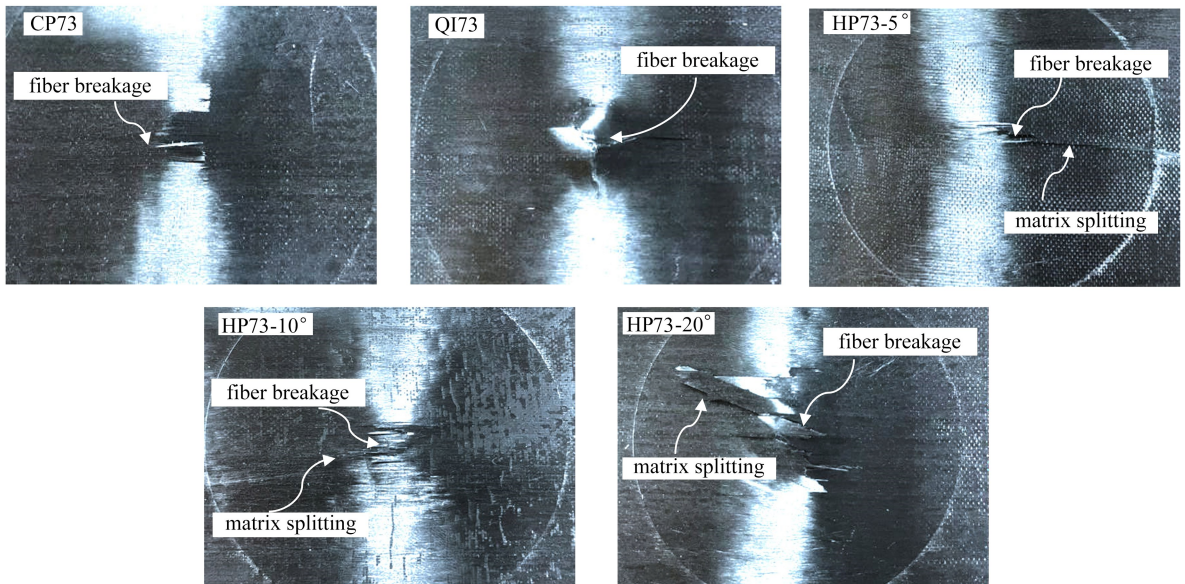 CP73
fiber breakage
QI73
fiber breakage
HP73-5°
fiber breakage
matrix splitting
HP73-10°
fiber breakage
matrix splitting
HP73-20°
fiber breakage
matrix splitting